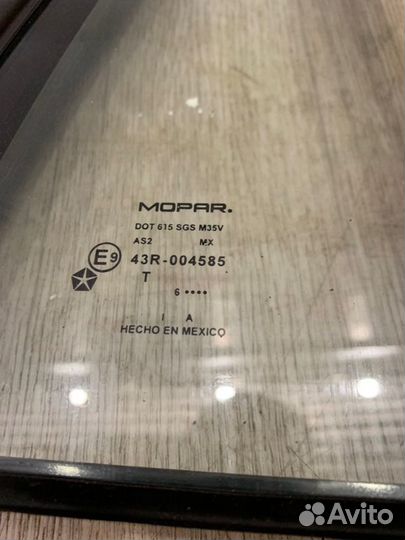 MOPAR.
DOT 615 SGS M35V
AS2 MX
E9 43R-004585
T
6 ••••
I A
HECHO EN MEXICO
Avito